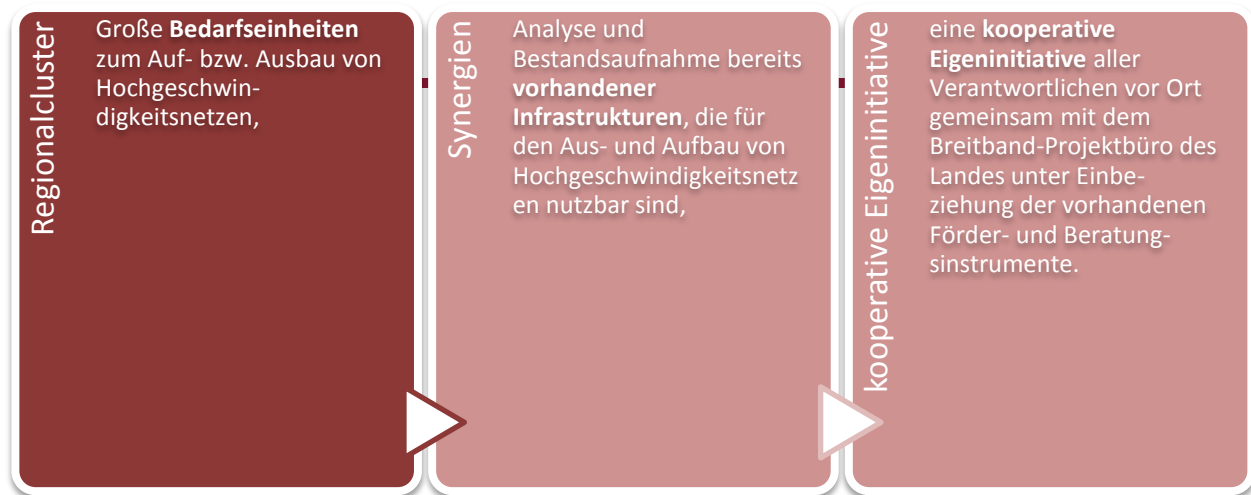 Regionalcluster
Große Bedarfseinheiten
zum Auf- bzw. Ausbau von
Hochgeschwin-
digkeitsnetzen,
Synergien
Analyse und
Bestandsaufnahme bereits
vorhandener
Infrastrukturen, die für
den Aus- und Aufbau von
Hochgeschwindigkeitsnetz
en nutzbar sind,
kooperative Eigeninitiative
eine kooperative
Eigeninitiative aller
Verantwortlichen vor Ort
gemeinsam mit dem
Breitband-Projektbüro des
Landes unter Einbe-
ziehung der vorhandenen
Förder- und Beratung-
sinstrumente.